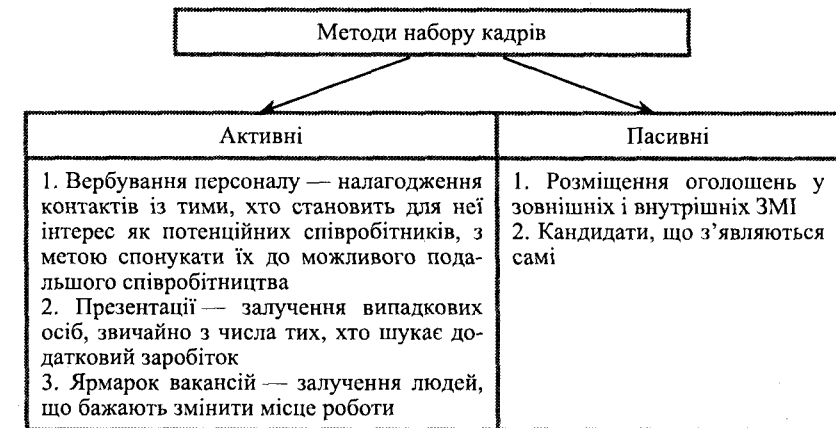 Методи набору кадрів
Активні
Пасивні
1. Вербування персоналу — налагодження
контактів із тими, хто становить для неї
інтерес як потенційних співробітників, з
метою спонукати їх до можливого пода-
льшого співробітництва
2. Презентації — залучення випадкових
осіб, звичайно з числа тих, хто шукає до-
датковий заробіток
3. Ярмарок вакансій — залучення людей,
що бажають змінити місце роботи
1. Розміщення оголошень у
зовнішніх і внутрішніх ЗМІ
2. Кандидати, що з’являються
самі